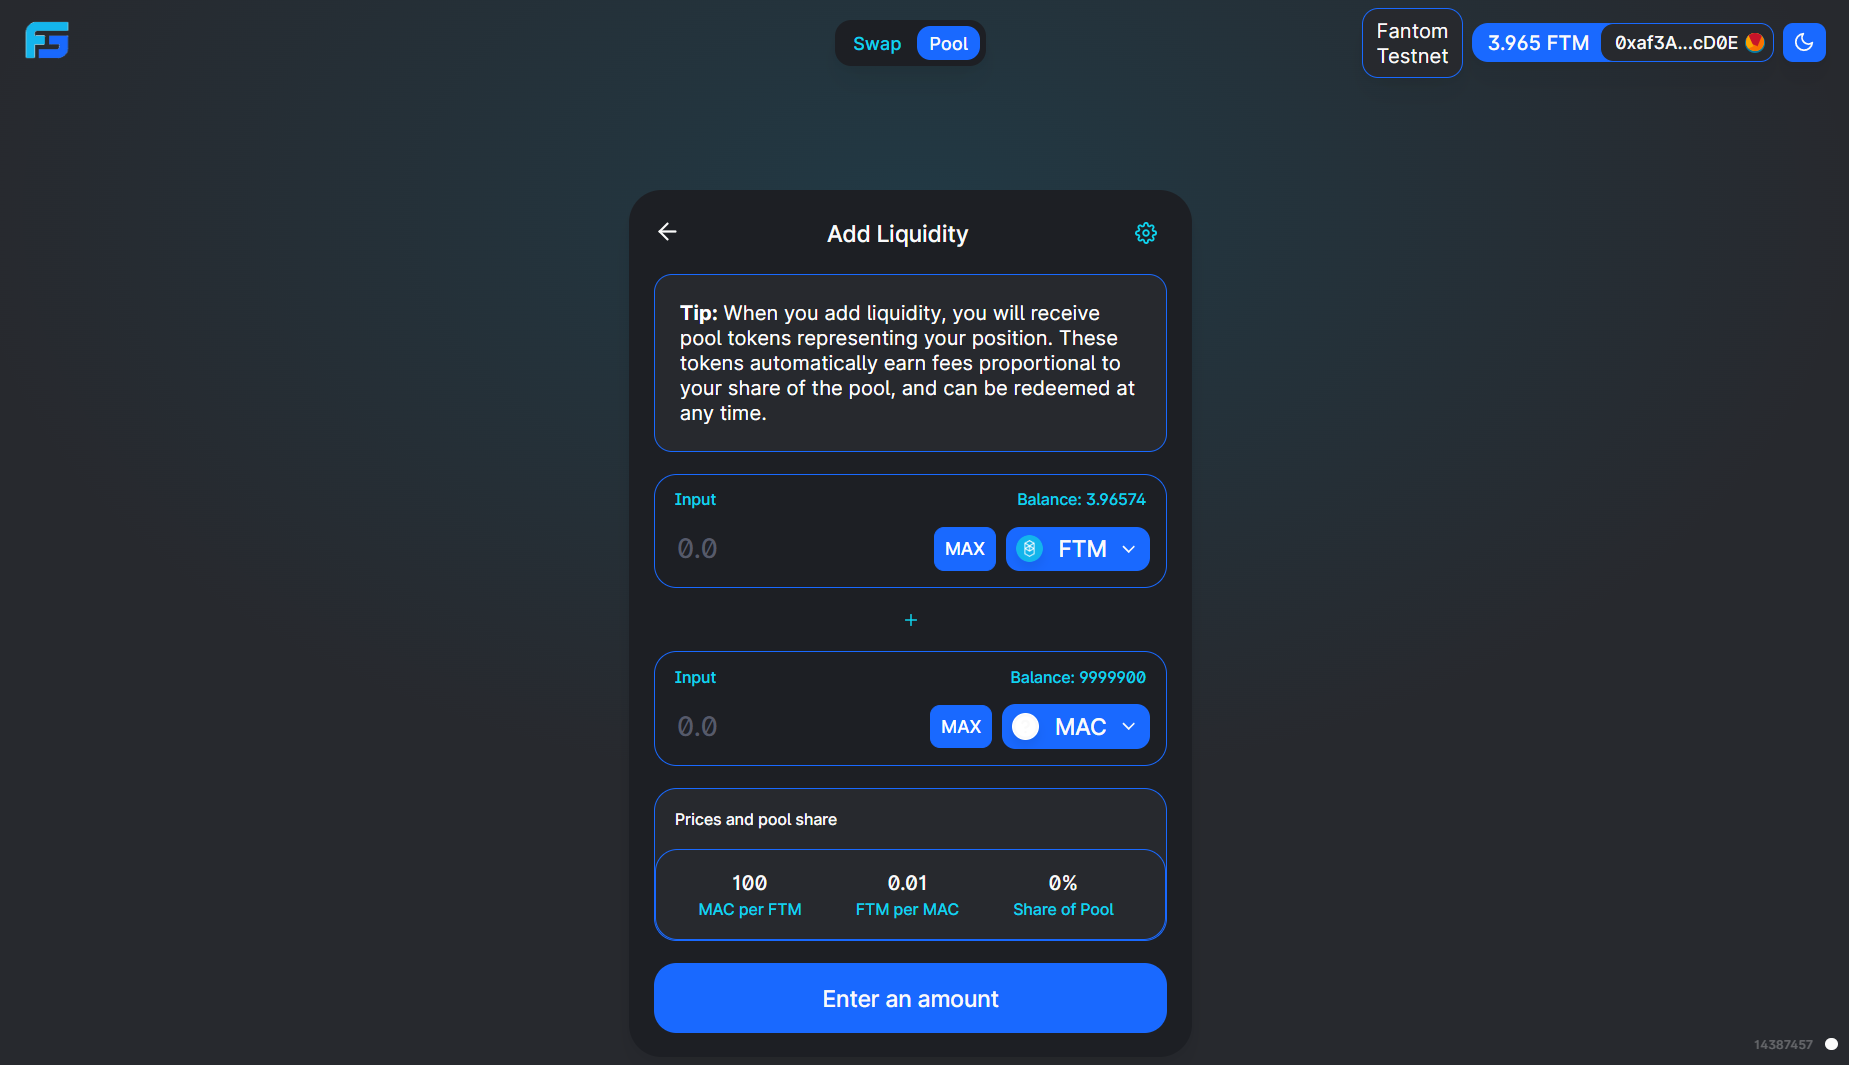 Swap Pool
Fantom
Testnet
3.965 FTM 0xaf3A...cD0E
Add Liquidity
Tip: When you add liquidity, you will receive
pool tokens representing your position. These
tokens automatically earn fees proportional to
your share of the pool, and can be redeemed at
any time.
Input Balance: 3.96574
0.0 MAX FTM
+
Input Balance: 9999900
0.0 MAX MAC
Prices and pool share
100 0.01 0%
MAC per FTM FTM per MAC Share of Pool
Enter an amount
14387457